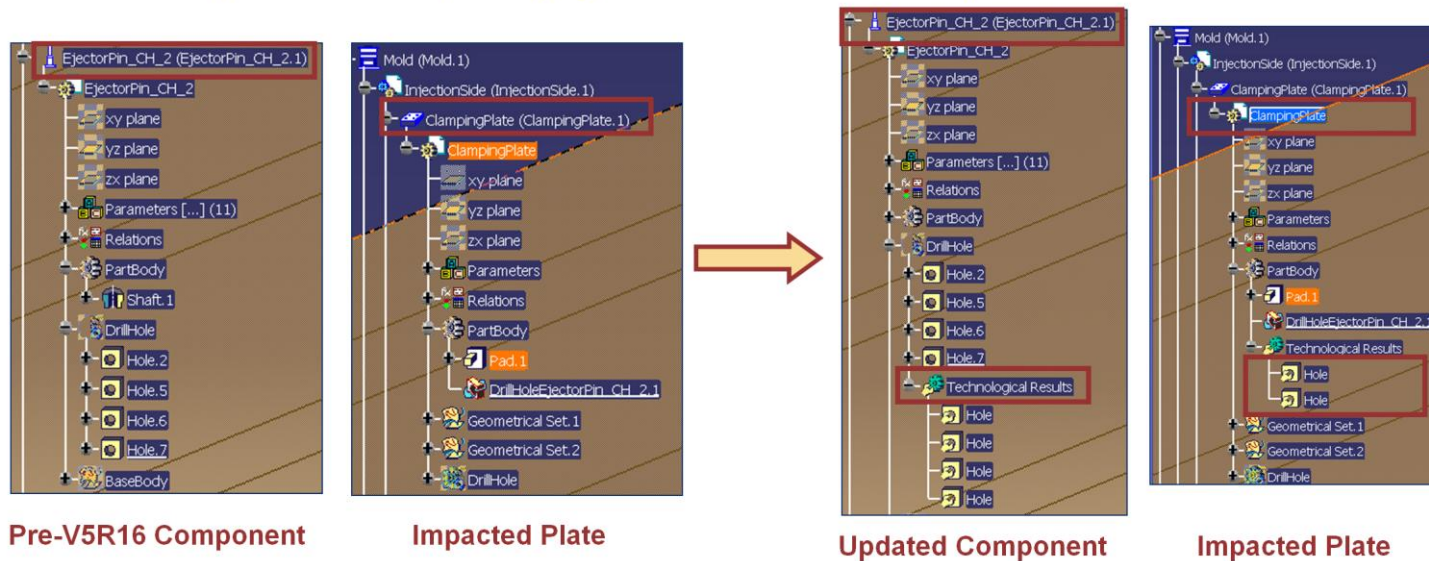 EjectorPin_CH_2 (EjectorPin_CH_2.1)
EjectorPin_CH_2
xy plane
yz plane
zx plane
Parameters [...] (11)
Relations
PartBody
Shaft.1
DrillHole
Hole.2
Hole.5
Hole.6
Hole.7
BaseBody
Pre-V5R16 Component
Mold (Mold.1)
InjectionSide (InjectionSide.1)
ClampingPlate (ClampingPlate.1)
ClampingPlate
xy plane
yz plane
zx plane
Parameters
Relations
PartBody
Pad.1
DrillHoleEjectorPin_CH_2.1
Geometrical Set.1
Geometrical Set.2
DrillHole
Impacted Plate
EjectorPin_CH_2 (EjectorPin_CH_2.1)
EjectorPin_CH_2
xy plane
yz plane
zx plane
Parameters [...] (11)
Relations
PartBody
DrillHole
Hole.2
Hole.5
Hole.6
Hole.7
Technological Results
Hole
Hole
Hole
Hole
Updated Component
Mold (Mold.1)
InjectionSide (InjectionSide.1)
ClampingPlate (ClampingPlate.1)
ClampingPlate
xy plane
yz plane
zx plane
Parameters
Relations
PartBody
Pad.1
DrillHoleEjectorPin_CH_2.1
Technological Results
Hole
Hole
Geometrical Set.1
Geometrical Set.2
DrillHole
Impacted Plate